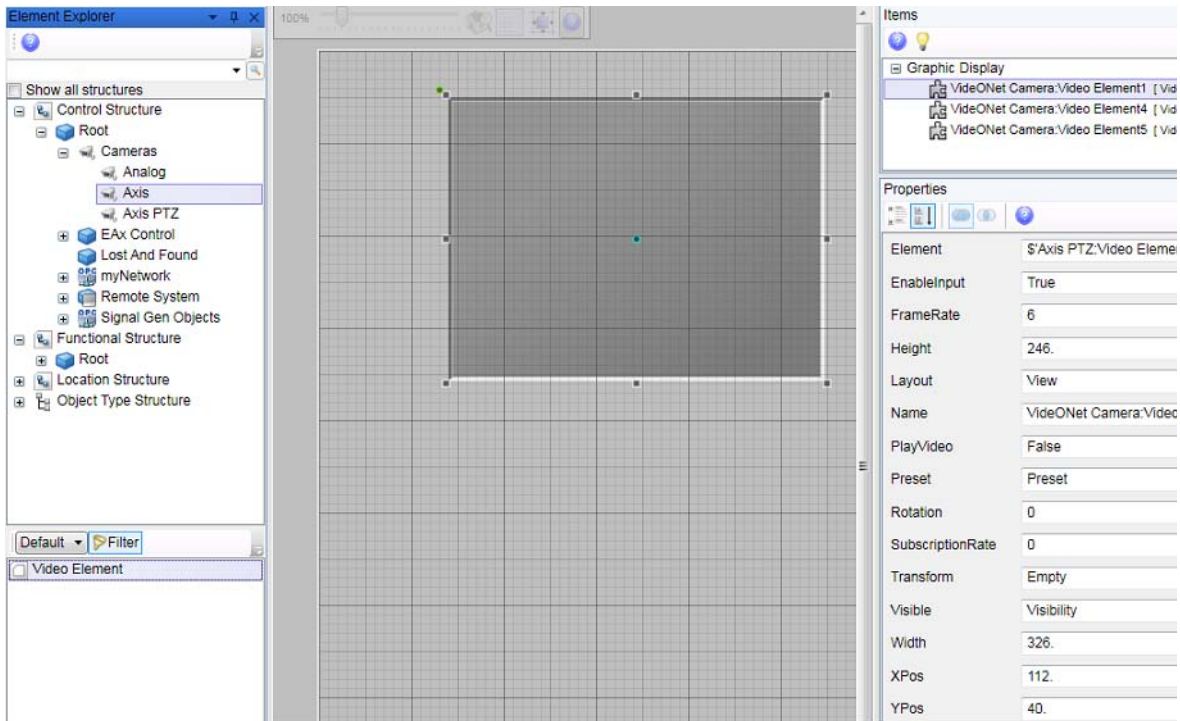 Element Explorer
Show all structures
Control Structure
Root
Cameras
Analog
Axis
Axis PTZ
EAx Control
Lost And Found
myNetwork
Remote System
Signal Gen Objects
Functional Structure
Root
Location Structure
Object Type Structure
Default
Filter
Video Element
100%
Items
Graphic Display
VideONet Camera:Video Element1 [ Vid
VideONet Camera:Video Element4 [ Vid
VideONet Camera:Video Element5 [ Vid
Properties
Element $'Axis PTZ:Video Elemen
EnableInput True
FrameRate 6
Height 246.
Layout View
Name VideONet Camera:Video
PlayVideo False
Preset Preset
Rotation 0
SubscriptionRate 0
Transform Empty
Visible Visibility
Width 326.
XPos 112.
YPos 40.